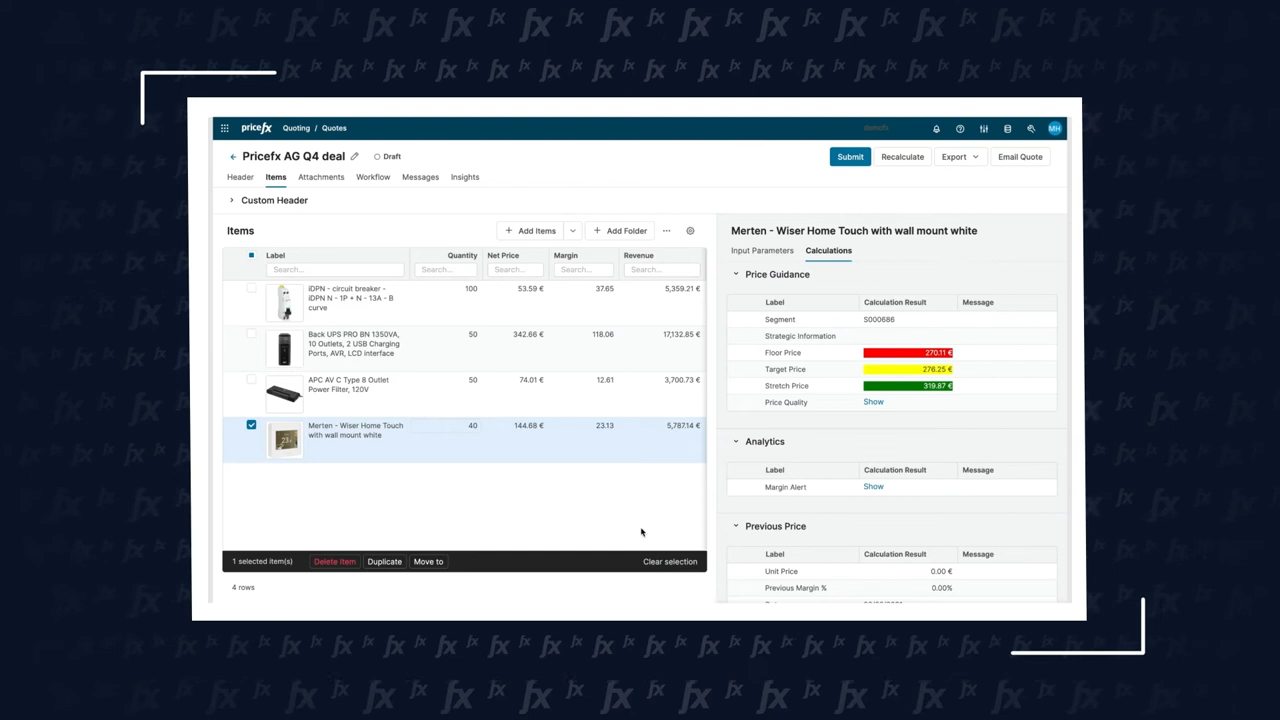 pricefx Quoting / Quotes demofx MH
Pricefx AG Q4 deal Draft Submit Recalculate Export Email Quote
Header Items Attachments Workflow Messages Insights
Custom Header
Items + Add Items + Add Folder ...
Label Quantity Net Price Margin Revenue
Search... Search... Search... Search... Search...
iDPN - circuit breaker - 100 53.59 € 37.65 5,359.21 €
iDPN N - 1P + N - 13A - B
curve
Back UPS PRO BN 1350VA, 50 342.66 € 118.06 17,132.85 €
10 Outlets, 2 USB Charging
Ports, AVR, LCD interface
APC AV C Type 8 Outlet 50 74.01 € 12.61 3,700.73 €
Power Filter, 120V
Merten - Wiser Home Touch 40 144.68 € 23.13 5,787.14 €
with wall mount white
1 selected item(s) Delete Item Duplicate Move to Clear selection
4 rows
Merten - Wiser Home Touch with wall mount white
Input Parameters Calculations
Price Guidance
Label Calculation Result Message
Segment S000686
Strategic Information
Floor Price 270.11 €
Target Price 276.25 €
Stretch Price 319.87 €
Price Quality Show
Analytics
Label Calculation Result Message
Margin Alert Show
Previous Price
Label Calculation Result Message
Unit Price 0.00 €
Previous Margin % 0.00%